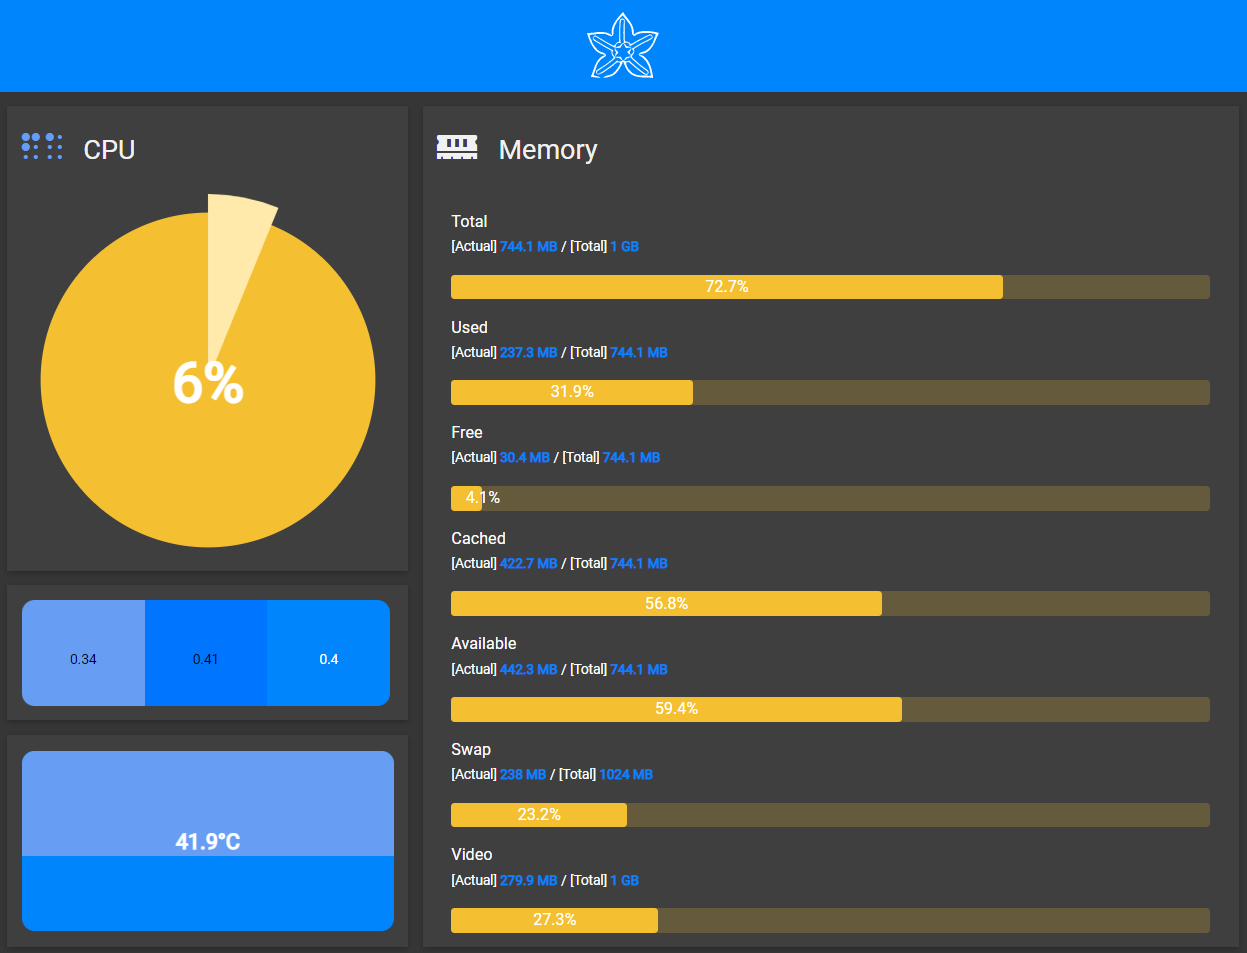 CPU
6%
0.34
0.41
0.4
41.9°C
Memory
Total
[Actual] 744.1 MB / [Total] 1 GB
72.7%
Used
[Actual] 237.3 MB / [Total] 744.1 MB
31.9%
Free
[Actual] 30.4 MB / [Total] 744.1 MB
4.1%
Cached
[Actual] 422.7 MB / [Total] 744.1 MB
56.8%
Available
[Actual] 442.3 MB / [Total] 744.1 MB
59.4%
Swap
[Actual] 238 MB / [Total] 1024 MB
23.2%
Video
[Actual] 279.9 MB / [Total] 1 GB
27.3%